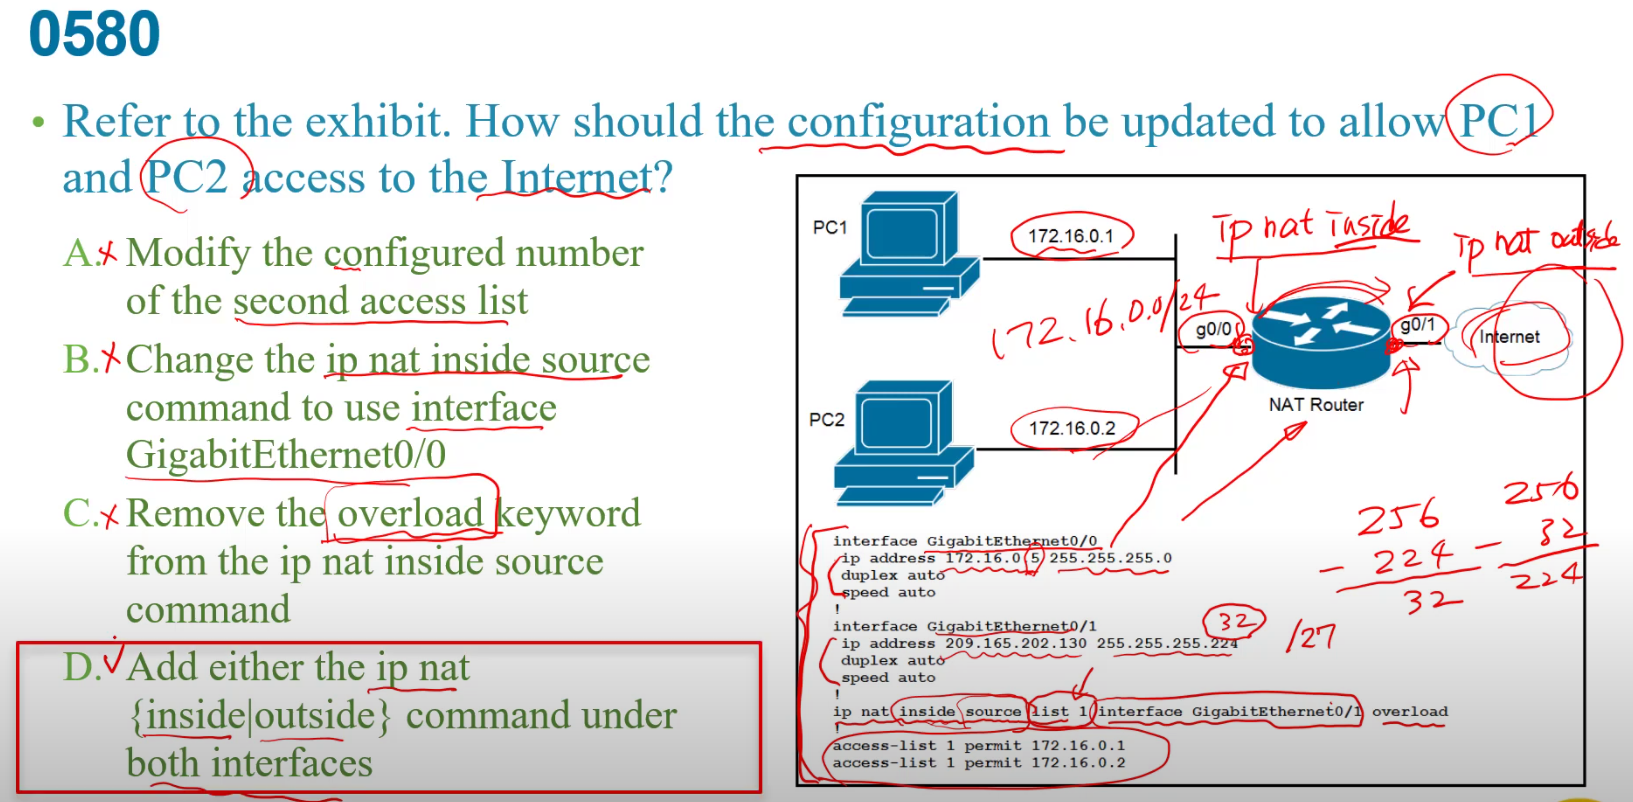 0580
• Refer to the exhibit. How should the configuration be updated to allow PC1
and PC2 access to the Internet?
A. Modify the configured number
of the second access list
B. Change the ip nat inside source
command to use interface
GigabitEthernet0/0
C. Remove the overload keyword
from the ip nat inside source
command
D. Add either the ip nat
{inside|outside} command under
both interfaces
PC1
172.16.0.1
ip nat inside
ip nat outside
172.16.0.0/24
g0/0
g0/1
Internet
NAT Router
PC2
172.16.0.2
256
- 224
32
256
- 32
224
interface GigabitEthernet0/0
ip address 172.16.0.5 255.255.255.0
duplex auto
speed auto
!
interface GigabitEthernet0/1
32
/27
ip address 209.165.202.130 255.255.255.224
duplex auto
speed auto
!
ip nat inside source list 1 interface GigabitEthernet0/1 overload
!
access-list 1 permit 172.16.0.1
access-list 1 permit 172.16.0.2